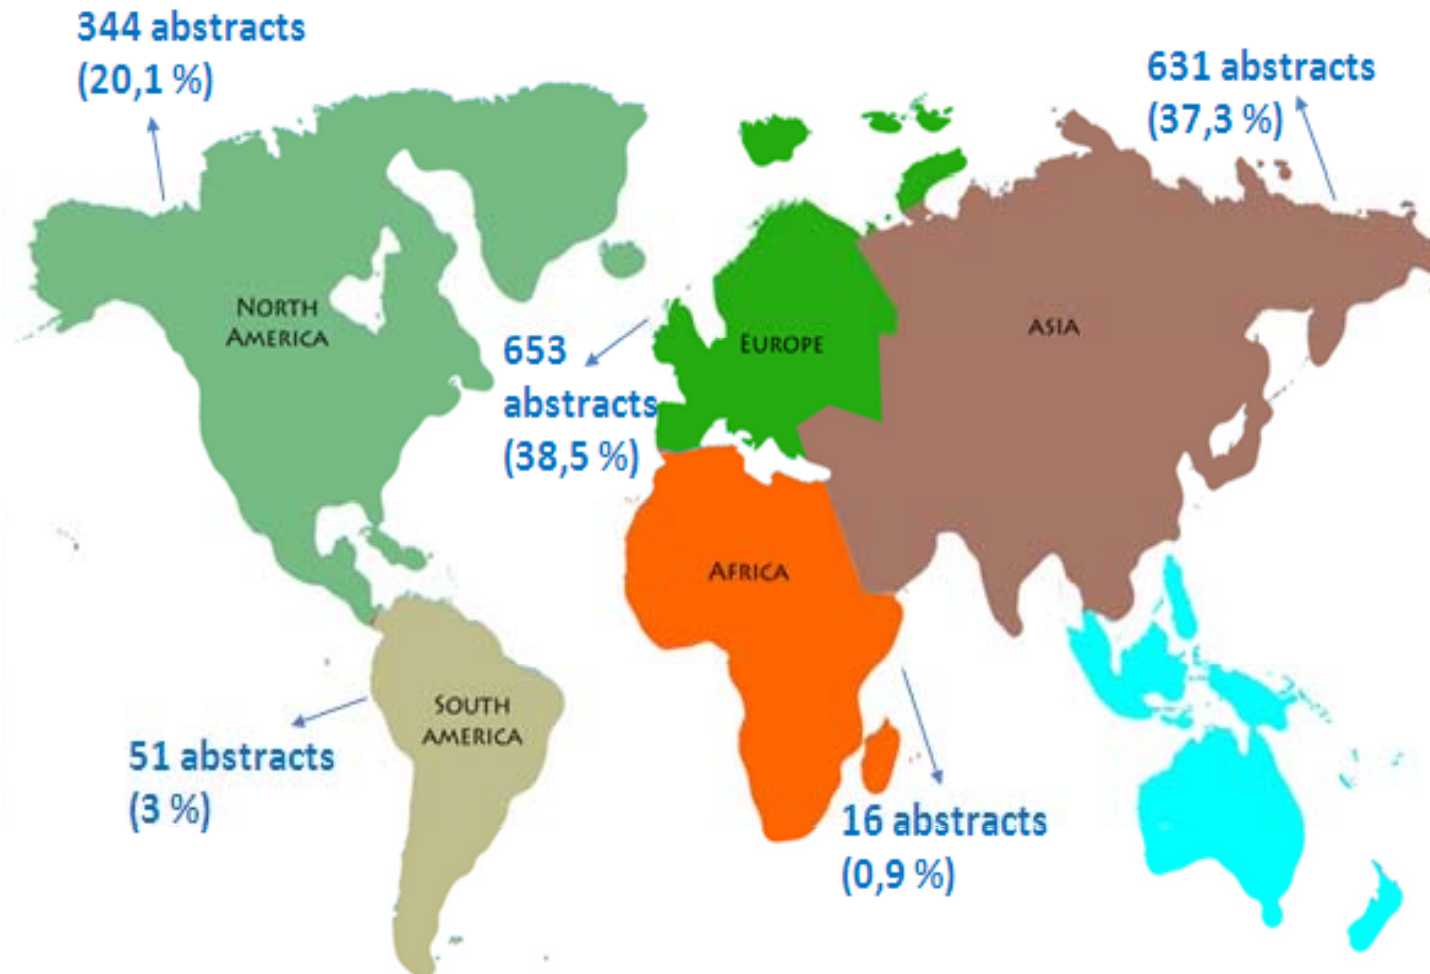 344 abstracts
(20,1 %)
631 abstracts
(37,3 %)
NORTH
AMERICA
653
abstracts
(38,5 %)
EUROPE
ASIA
AFRICA
SOUTH
AMERICA
51 abstracts
(3 %)
16 abstracts
(0,9 %)